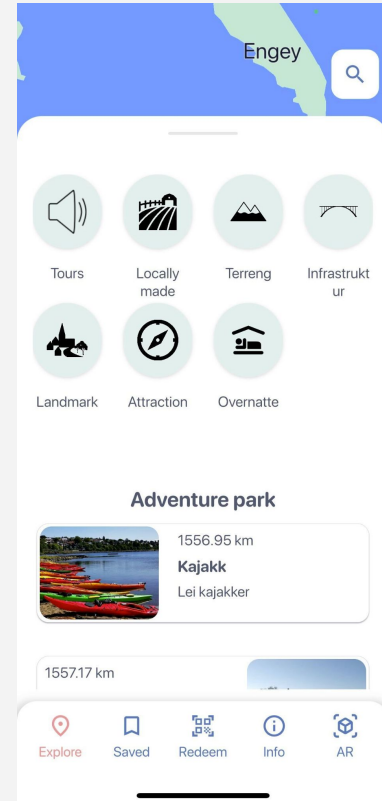 Engey
Tours
Locally
made
Terreng
Infrastrukt
ur
Landmark
Attraction
Overnatte
Adventure park
1556.95 km
Kajakk
Lei kajakker
1557.17 km
Explore
Saved
Redeem
Info
AR